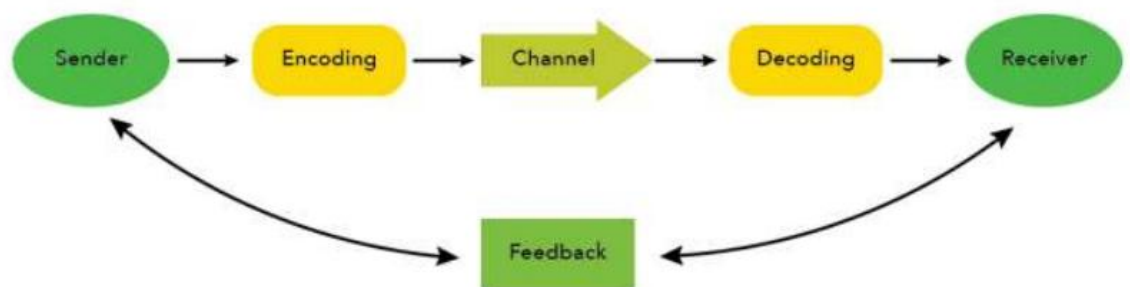 Sender
Encoding
Channel
Decoding
Receiver
Feedback